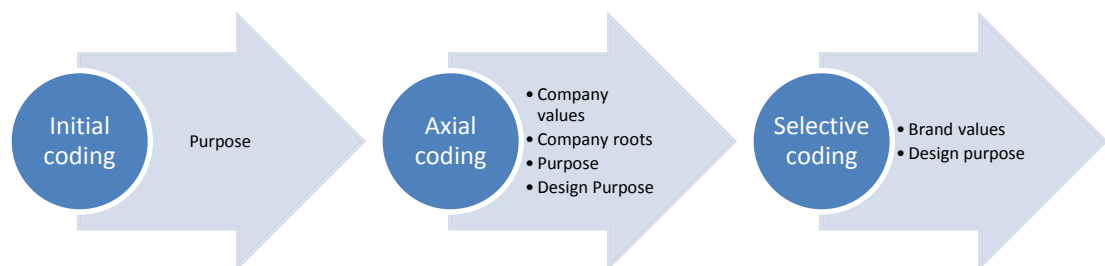 Initial
coding
Purpose
Axial
coding
• Company
values
• Company roots
• Purpose
• Design Purpose
Selective
coding
• Brand values
• Design purpose